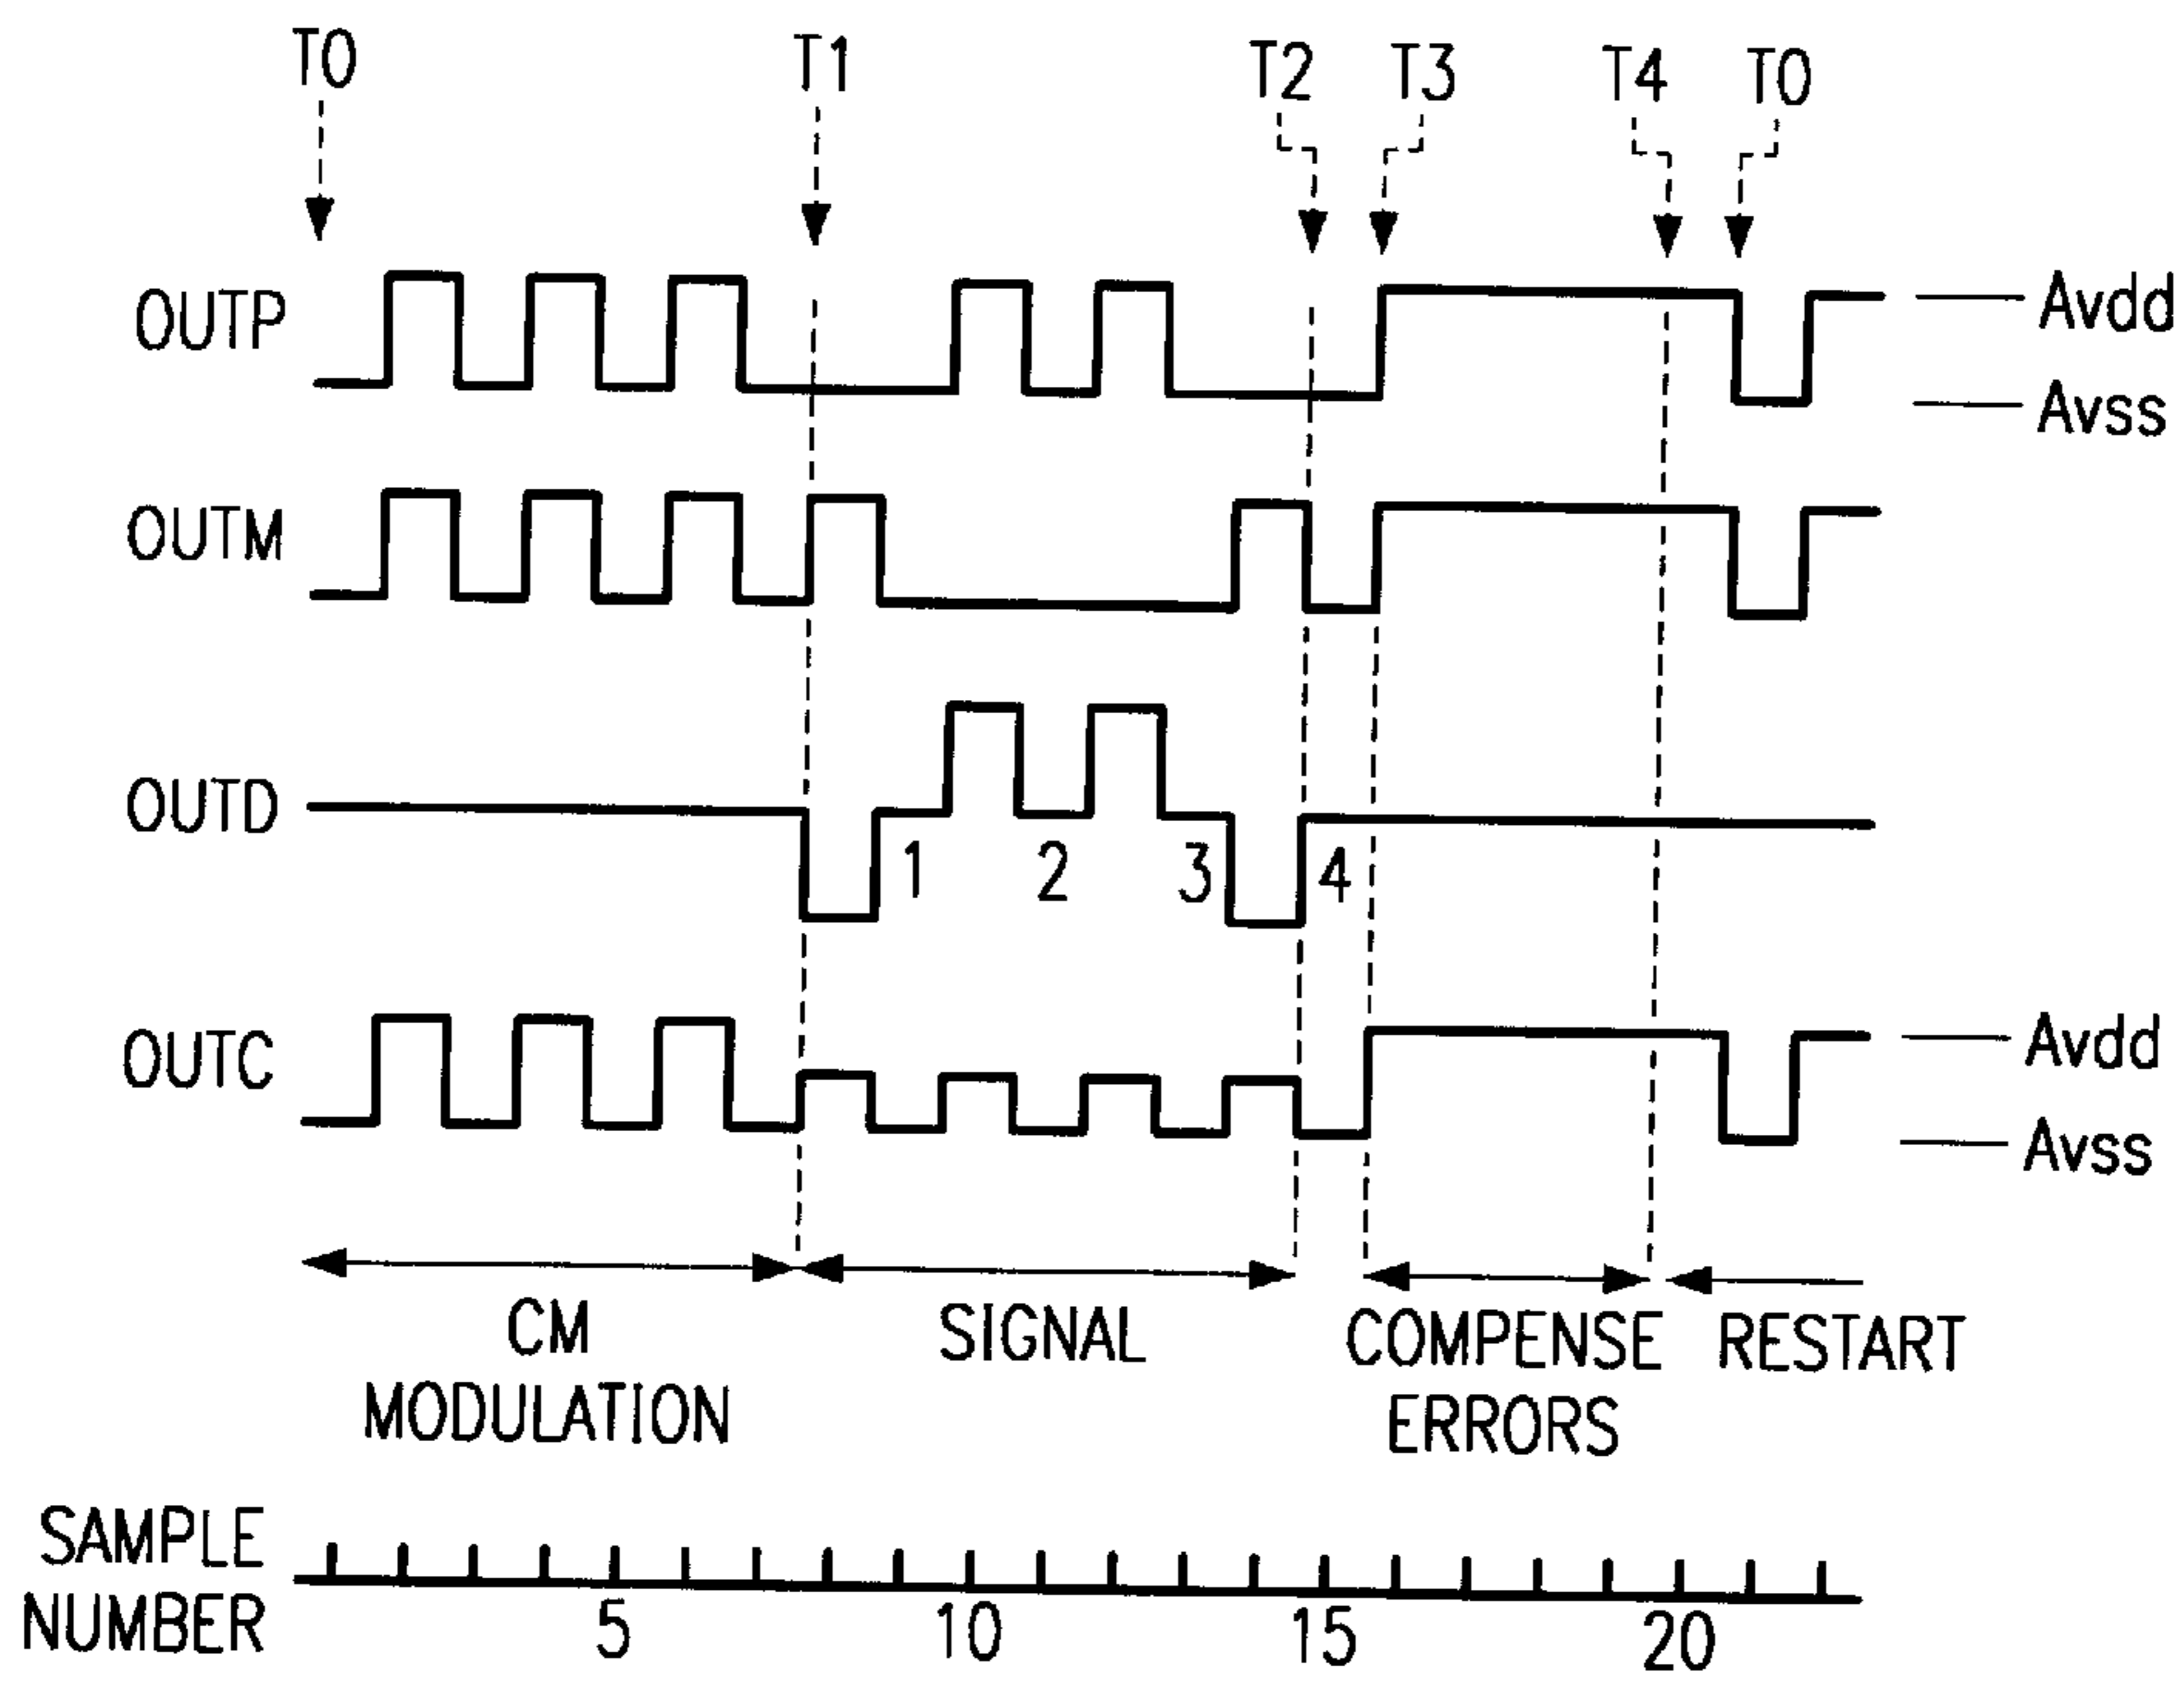 T0 T1 T2 T3 T4 T0
OUTP
Avdd
Avss
OUTM
OUTD
1 2 3 4
OUTC
Avdd
Avss
CM
MODULATION
SIGNAL
COMPENSE
ERRORS
RESTART
SAMPLE
NUMBER
5 10 15 20